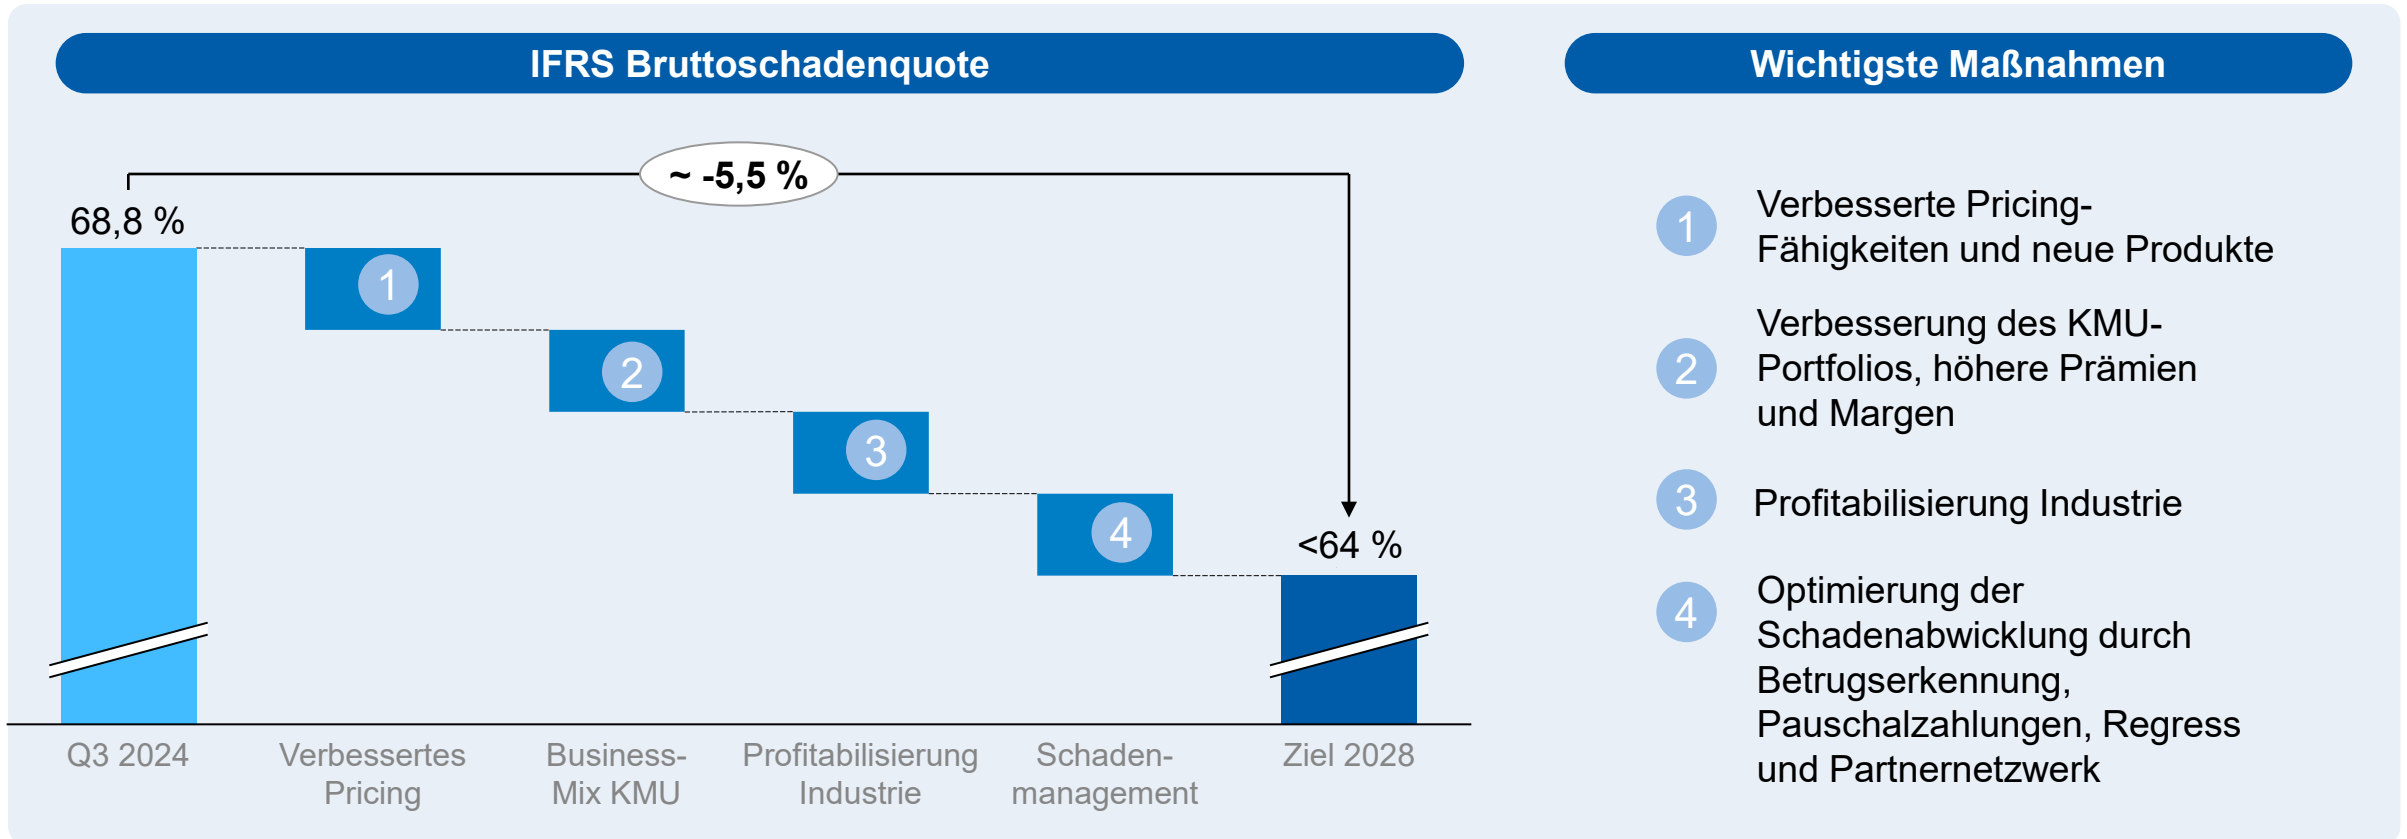 IFRS Bruttoschadenquote
~ -5,5 %
68,8 %
1
2
3
4
<64 %
Q3 2024
Verbessertes
Pricing
Business-
Mix KMU
Profitabilisierung
Industrie
Schaden-
management
Ziel 2028
Wichtigste Maßnahmen
1
Verbesserte Pricing-
Fähigkeiten und neue Produkte
2
Verbesserung des KMU-
Portfolios, höhere Prämien
und Margen
3
Profitabilisierung Industrie
4
Optimierung der
Schadenabwicklung durch
Betrugserkennung,
Pauschalzahlungen, Regress
und Partnernetzwerk